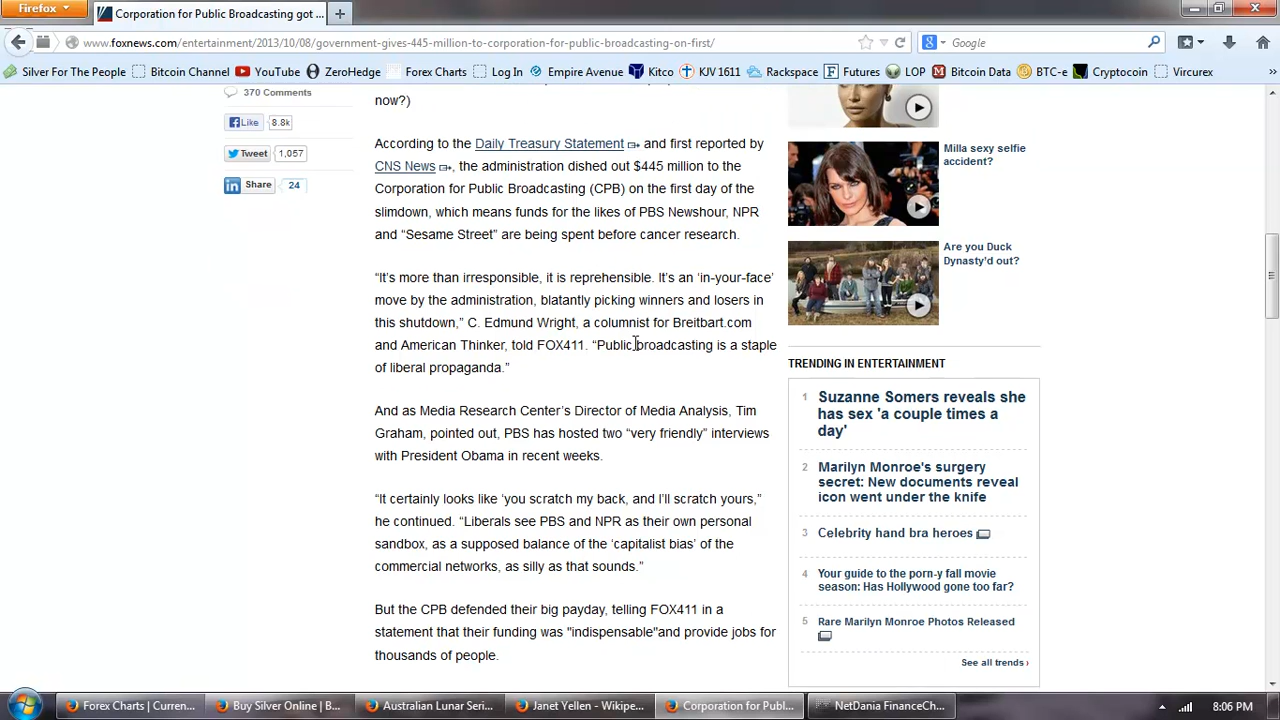 Firefox
Corporation for Public Broadcasting got ...
www.foxnews.com/entertainment/2013/10/08/government-gives-445-million-to-corporation-for-public-broadcasting-on-first/
Google
Silver For The People
Bitcoin Channel
YouTube
ZeroHedge
Forex Charts
Log In
Empire Avenue
Kitco
KJV 1611
Rackspace
Futures
LOP
Bitcoin Data
BTC-e
Cryptocoin
Vircurex
»
370 Comments
Like
8.8k
Tweet
1,057
Share
24
now?)
According to the Daily Treasury Statement and first reported by
CNS News , the administration dished out $445 million to the
Corporation for Public Broadcasting (CPB) on the first day of the
slimdown, which means funds for the likes of PBS Newshour, NPR
and “Sesame Street” are being spent before cancer research.
“It’s more than irresponsible, it is reprehensible. It’s an ‘in-your-face’
move by the administration, blatantly picking winners and losers in
this shutdown,” C. Edmund Wright, a columnist for Breitbart.com
and American Thinker, told FOX411. “Public broadcasting is a staple
of liberal propaganda.”
And as Media Research Center’s Director of Media Analysis, Tim
Graham, pointed out, PBS has hosted two “very friendly” interviews
with President Obama in recent weeks.
“It certainly looks like ‘you scratch my back, and I’ll scratch yours,”
he continued. “Liberals see PBS and NPR as their own personal
sandbox, as a supposed balance of the ‘capitalist bias’ of the
commercial networks, as silly as that sounds.”
But the CPB defended their big payday, telling FOX411 in a
statement that their funding was "indispensable"and provide jobs for
thousands of people.
Milla sexy selfie
accident?
Are you Duck
Dynasty'd out?
TRENDING IN ENTERTAINMENT
1
Suzanne Somers reveals she
has sex 'a couple times a
day'
2
Marilyn Monroe's surgery
secret: New documents reveal
icon went under the knife
3
Celebrity hand bra heroes
4
Your guide to the porn-y fall movie
season: Has Hollywood gone too far?
5
Rare Marilyn Monroe Photos Released
See all trends ›
Forex Charts | Curren...
Buy Silver Online | B...
Australian Lunar Seri...
Janet Yellen - Wikipe...
Corporation for Publ...
NetDania FinanceCh...
8:06 PM